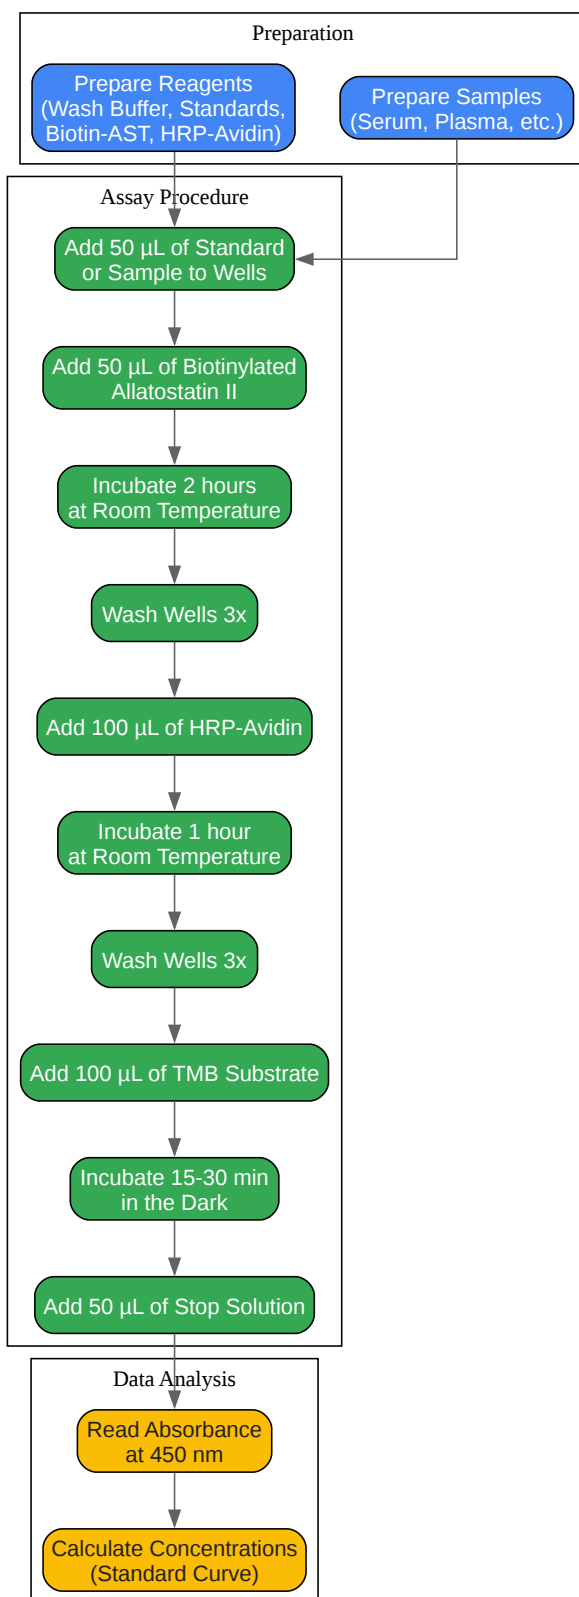 Preparation
Prepare Reagents
(Wash Buffer, Standards,
Biotin-AST, HRP-Avidin)
Prepare Samples
(Serum, Plasma, etc.)
Assay Procedure
Add 50 µL of Standard
or Sample to Wells
Add 50 µL of Biotinylated
Allatostatin II
Incubate 2 hours
at Room Temperature
Wash Wells 3x
Add 100 µL of HRP-Avidin
Incubate 1 hour
at Room Temperature
Wash Wells 3x
Add 100 µL of TMB Substrate
Incubate 15-30 min
in the Dark
Add 50 µL of Stop Solution
Data Analysis
Read Absorbance
at 450 nm
Calculate Concentrations
(Standard Curve)